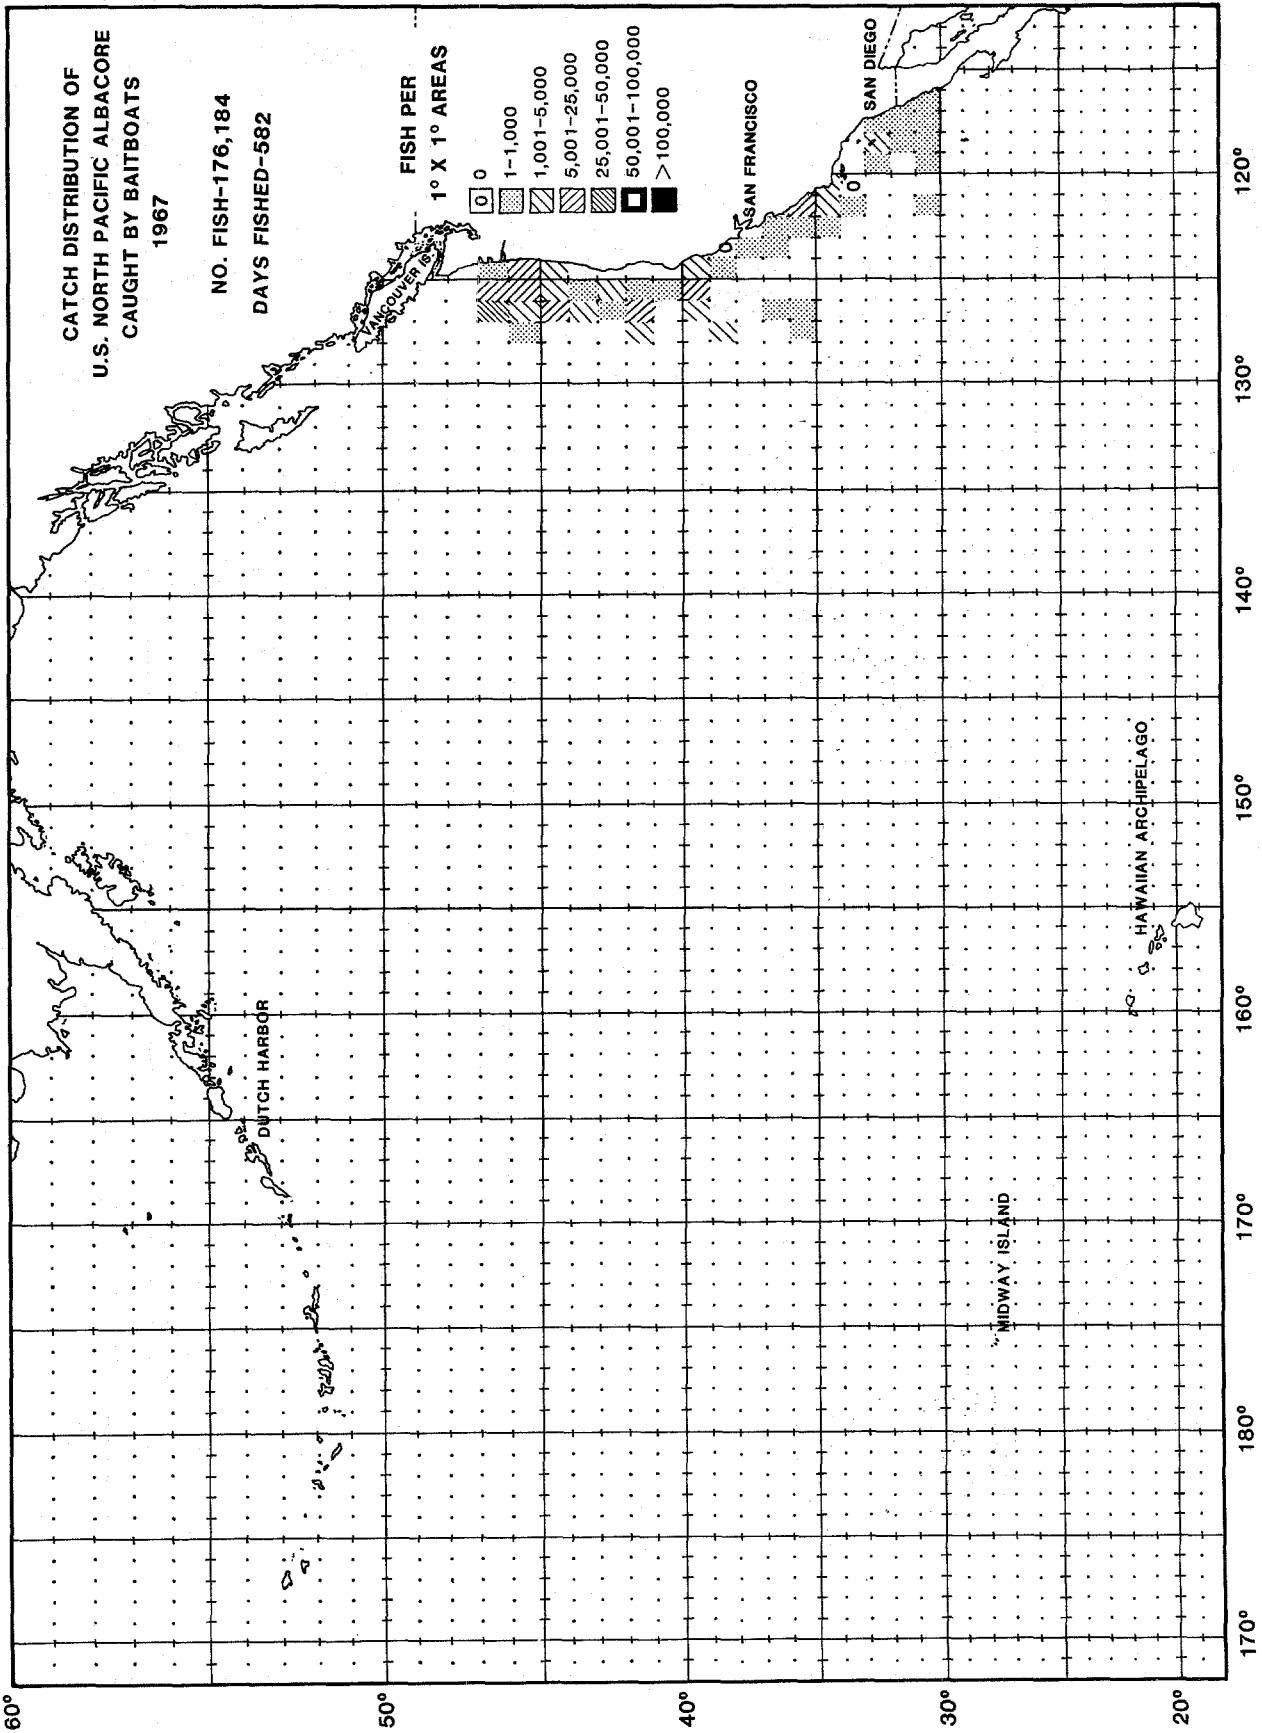 CATCH DISTRIBUTION OF
U.S. NORTH PACIFIC ALBACORE
CAUGHT BY BAITBOATS
1967
NO. FISH-176,184
DAYS FISHED-582
FISH PER
1° X 1° AREAS
0 0
1-1,000
1,001-5,000
5,001-25,000
25,001-50,000
50,001-100,000
>100,000
VANCOUVER IS.
SAN FRANCISCO
SAN DIEGO
0
0
DUTCH HARBOR
MIDWAY ISLAND
HAWAIIAN ARCHIPELAGO
60°
50°
40°
30°
20°
170°
180°
170°
160°
150°
140°
130°
120°